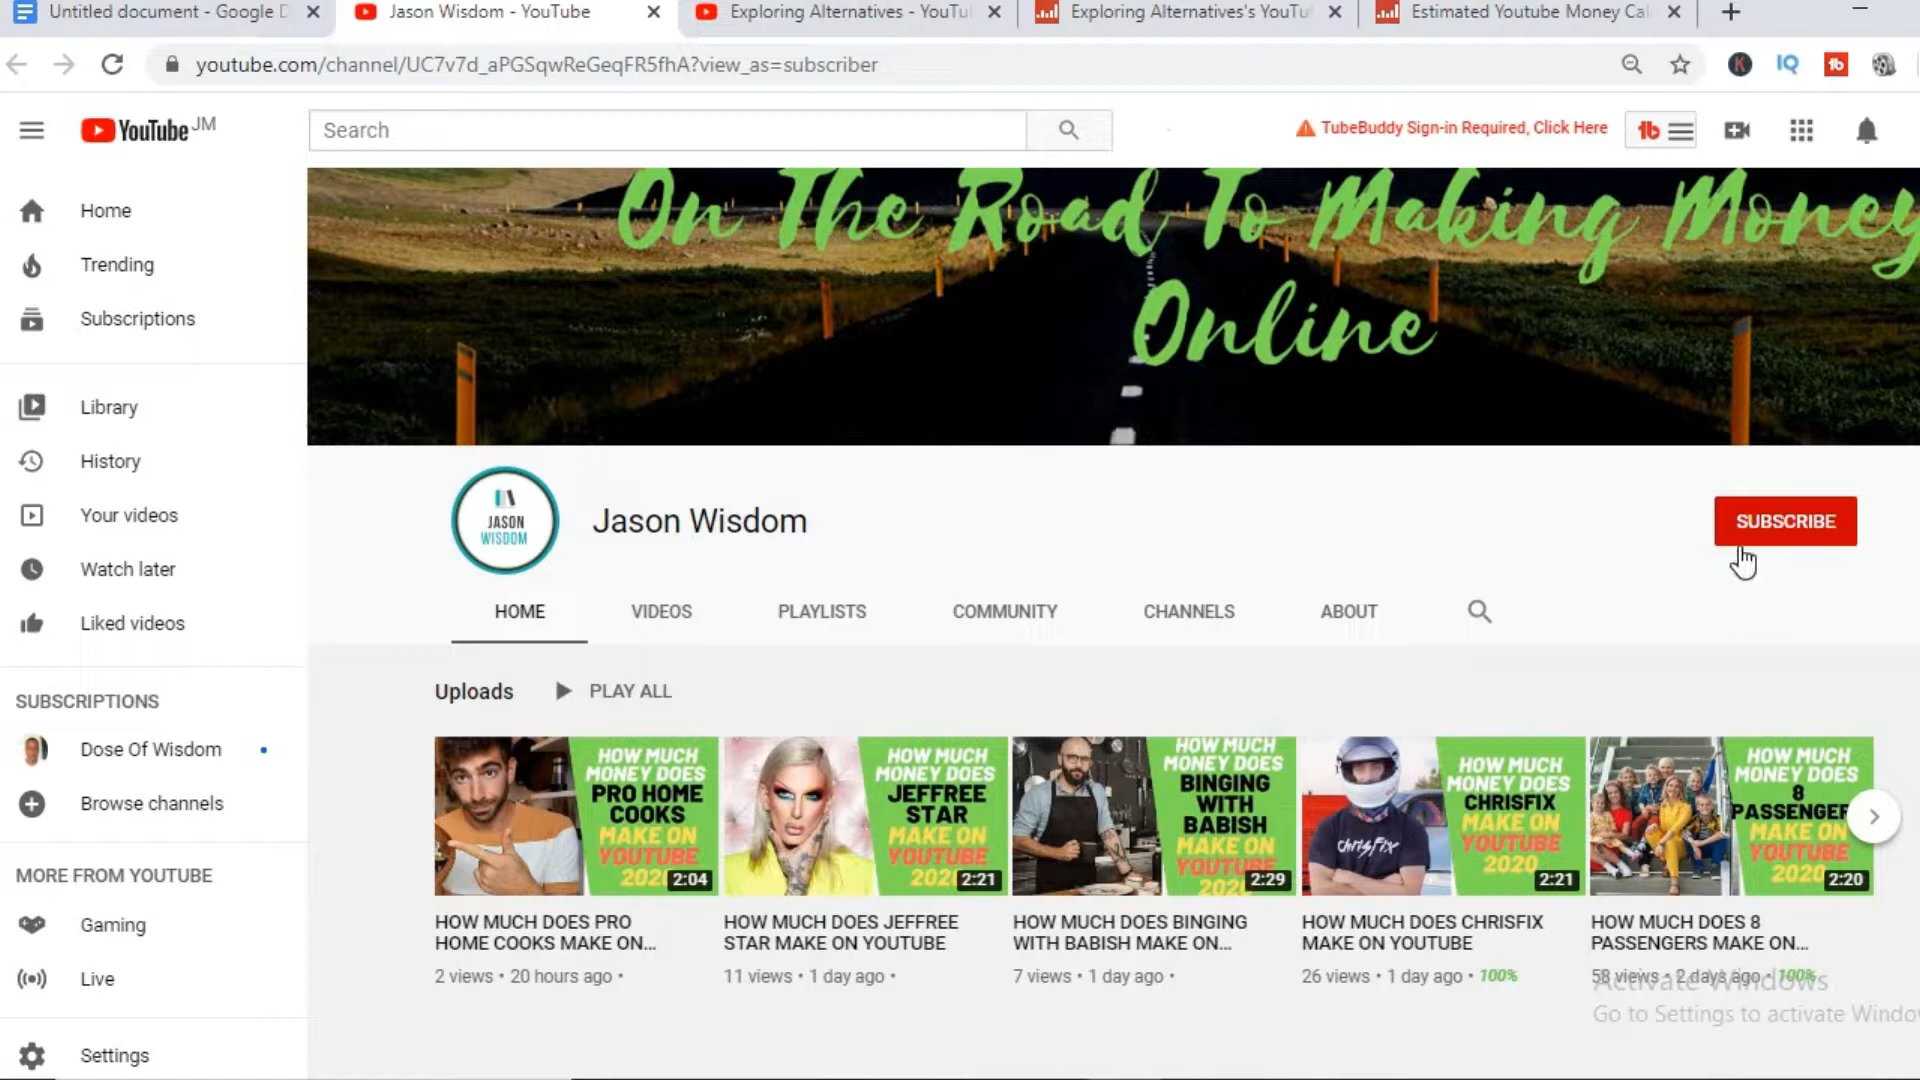 Untitled document - Google D
Jason Wisdom - YouTube
Exploring Alternatives - YouTu
Exploring Alternatives's YouTu
Estimated Youtube Money Cal
youtube.com/channel/UC7v7d_aPGSqwReGeqFR5fhA?view_as=subscriber
K
IQ
tb
YouTube JM
Search
TubeBuddy Sign-in Required, Click Here
tb
On The Road To Making Money
Online
Home
Trending
Subscriptions
Library
History
Your videos
Watch later
Liked videos
SUBSCRIPTIONS
Dose Of Wisdom
Browse channels
MORE FROM YOUTUBE
Gaming
Live
Settings
JASON
WISDOM
Jason Wisdom
SUBSCRIBE
HOME
VIDEOS
PLAYLISTS
COMMUNITY
CHANNELS
ABOUT
Uploads
PLAY ALL
HOW MUCH
MONEY DOES
PRO HOME
COOKS
MAKE ON
YOUTUBE
202
2:04
HOW MUCH DOES PRO
HOME COOKS MAKE ON...
2 views • 20 hours ago •
HOW MUCH
MONEY DOES
JEFFREE
STAR
MAKE ON
YOUTUBE
202
2:21
HOW MUCH DOES JEFFREE
STAR MAKE ON YOUTUBE
11 views • 1 day ago •
HOW MUCH
MONEY DOES
BINGING
WITH
BABISH
MAKE ON
YOUTUBE
202
2:29
HOW MUCH DOES BINGING
WITH BABISH MAKE ON...
7 views • 1 day ago •
HOW MUCH
MONEY DOES
CHRISFIX
MAKE ON
YOUTUBE
2020
chrisfix
2:21
HOW MUCH DOES CHRISFIX
MAKE ON YOUTUBE
26 views • 1 day ago • 100%
HOW MUCH
MONEY DOES
8
PASSENGER
MAKE ON
YOUTUBE
202
2:20
HOW MUCH DOES 8
PASSENGERS MAKE ON...
58 views • 2 days ago • 100%
Activate Windows
Go to Settings to activate Windo